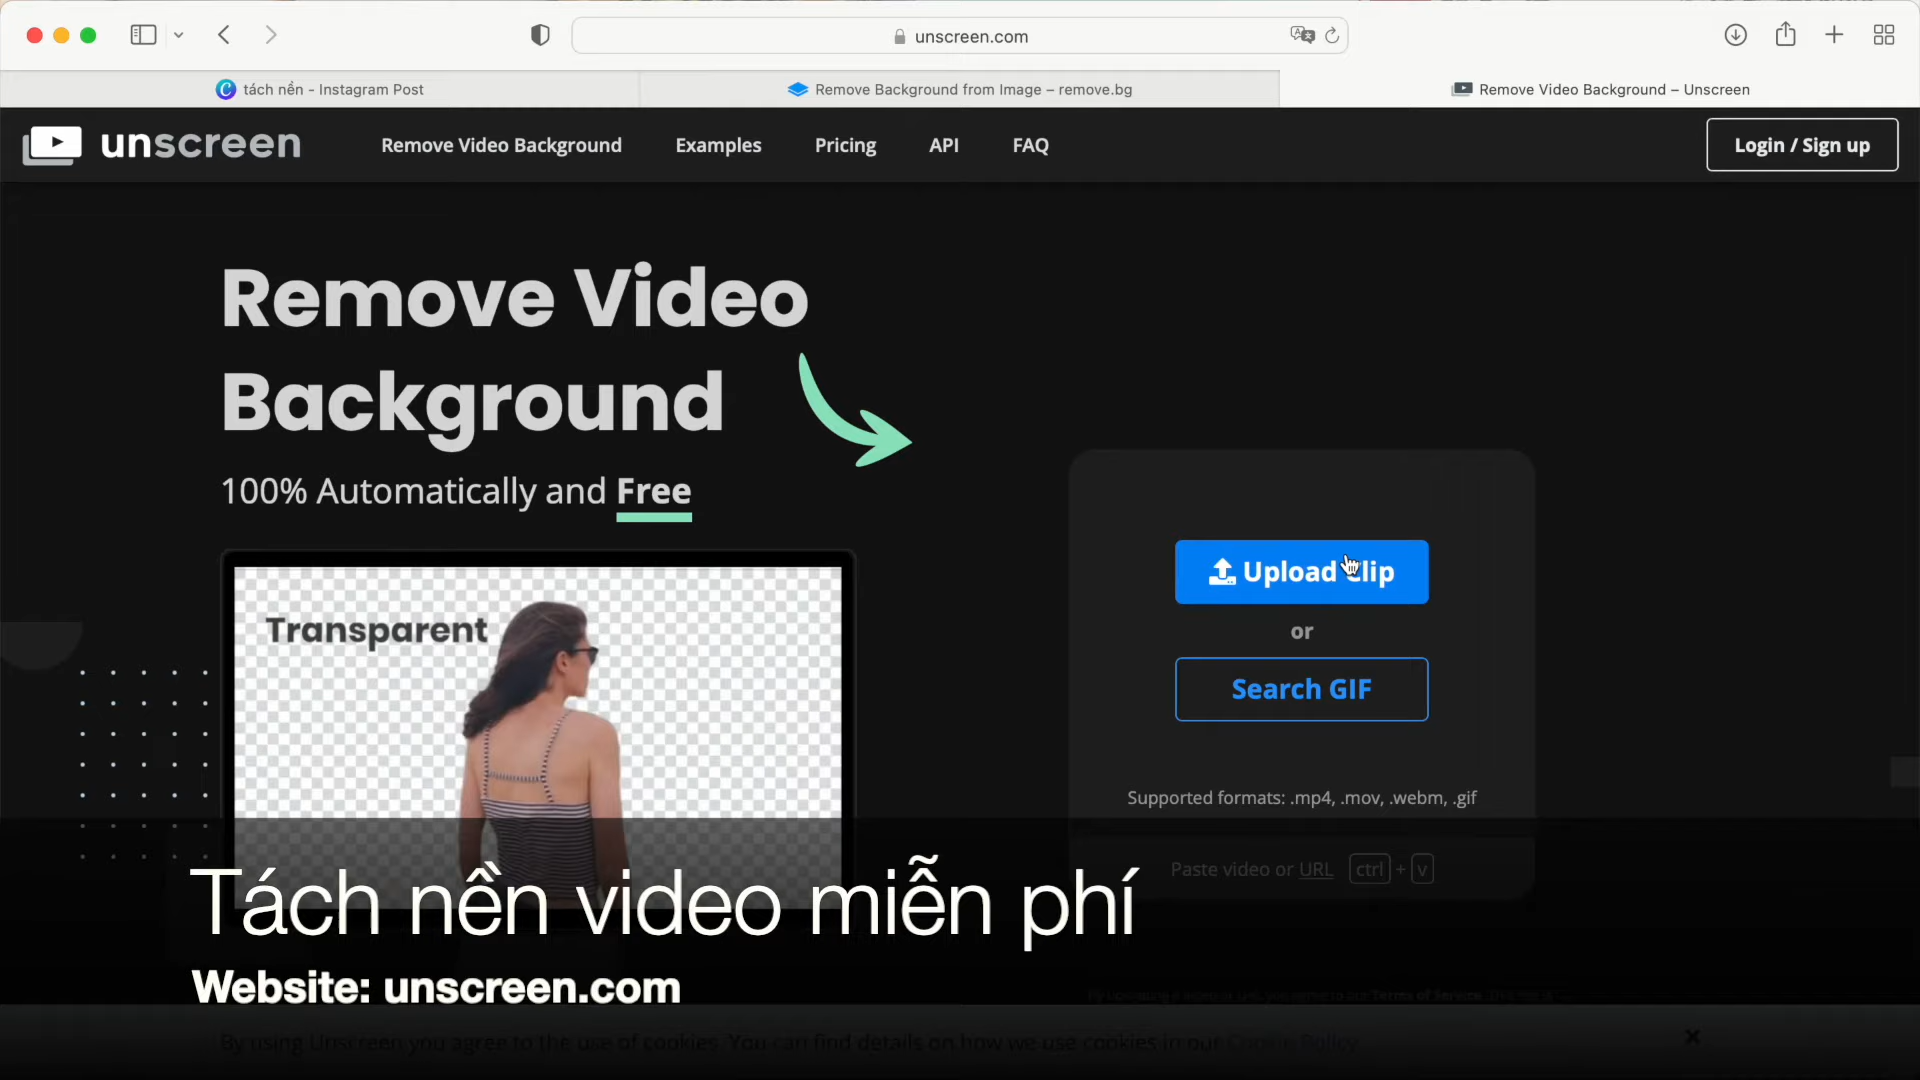 unscreen.com
tách nền - Instagram Post
Remove Background from Image – remove.bg
Remove Video Background – Unscreen
unscreen
Remove Video Background
Examples
Pricing
API
FAQ
Login / Sign up
Remove Video
Background
100% Automatically and Free
Transparent
Upload Clip
or
Search GIF
Supported formats: .mp4, .mov, .webm, .gif
Paste video or URL ctrl + v
Tách nền video miễn phí
Website: unscreen.com
By using Unscreen you agree to the use of cookies. You can find details on how we use cookies in our Cookie Policy.